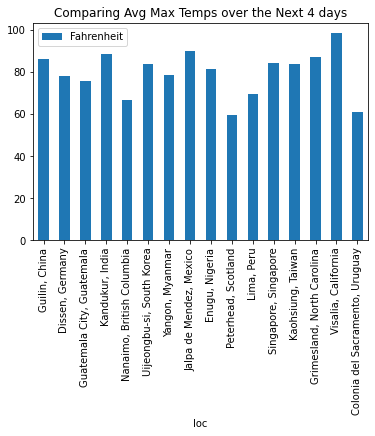 Comparing Avg Max Temps over the Next 4 days
Fahrenheit
100
80
60
40
20
0
Guilin, China
Dissen, Germany
Guatemala City, Guatemala
Kandukur, India
Nanaimo, British Columbia
Uijeongbu-si, South Korea
Yangon, Myanmar
Jalpa de Mendez, Mexico
Enugu, Nigeria
Peterhead, Scotland
Lima, Peru
Singapore, Singapore
Kaohsiung, Taiwan
Grimesland, North Carolina
Visalia, California
Colonia del Sacramento, Uruguay
loc